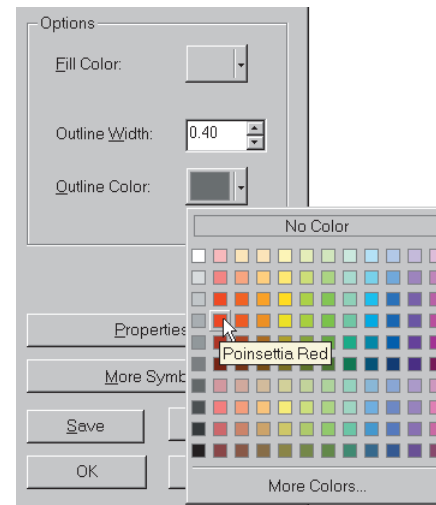 Options
Fill Color:
Outline Width:
0.40
Outline Color:
No Color
Properties
Poinsettia Red
More Symb
Save
OK
More Colors...